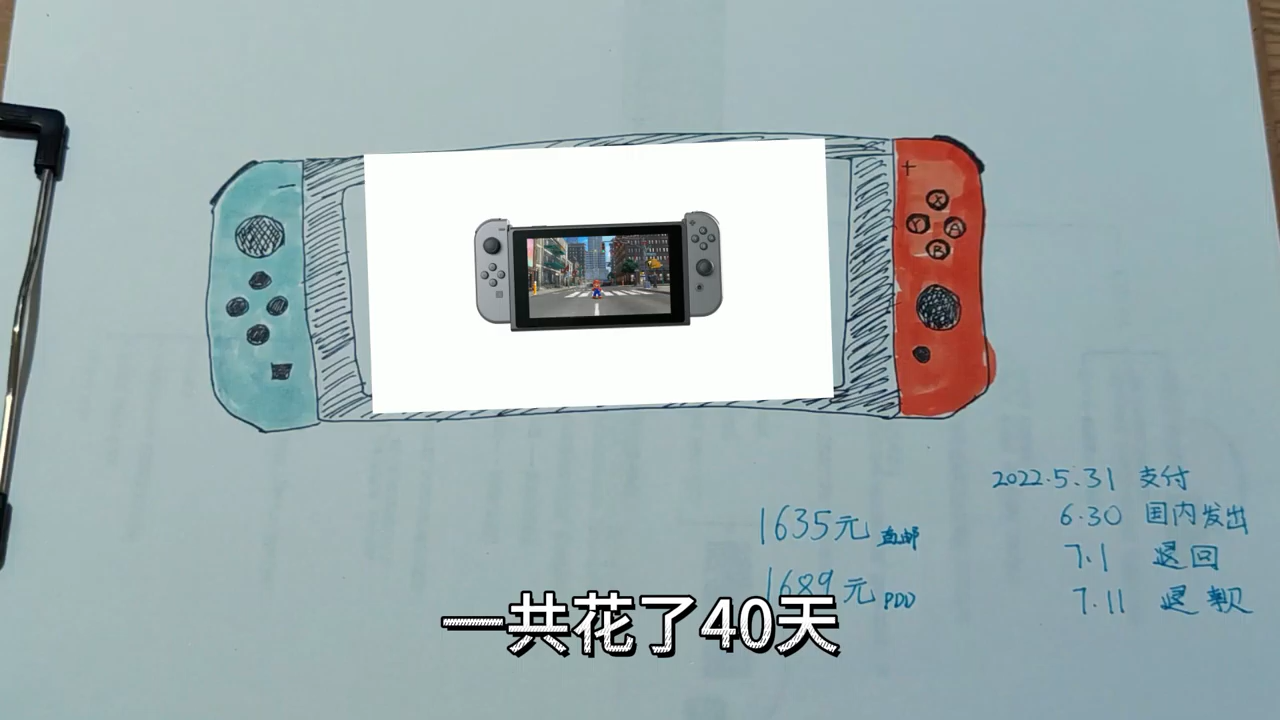 +
X
Y A
B
2022.5.31 支付
1635元 直邮
6.30 国内发出
7.1 退回
1689元 PDD
7.11 退款
一共花了40天